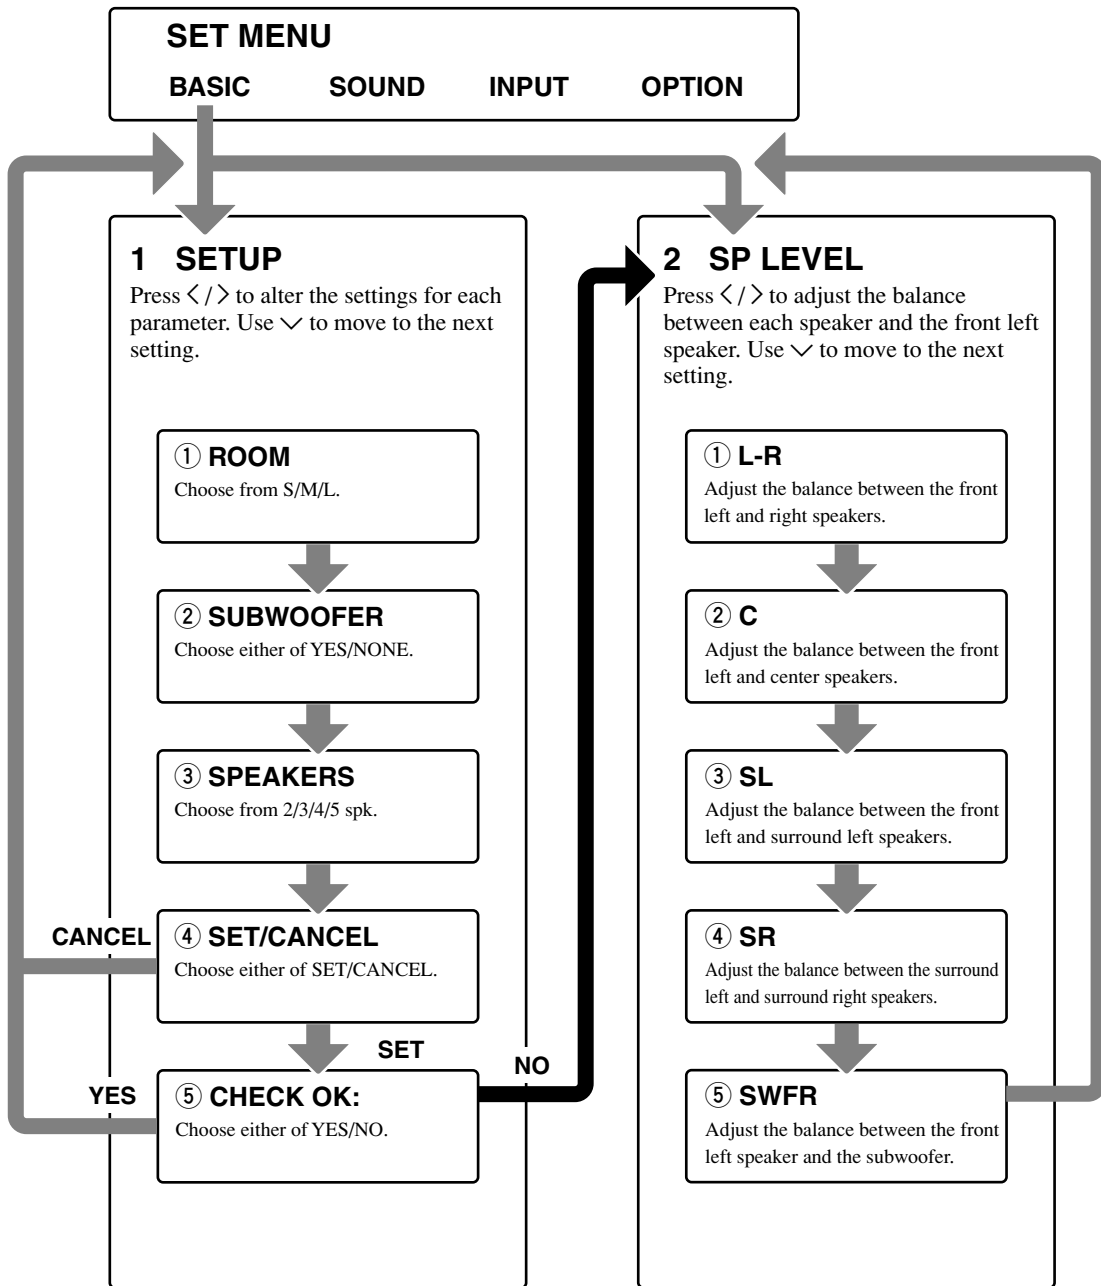 SET MENU
BASIC SOUND INPUT OPTION
1 SETUP
Press < / > to alter the settings for each
parameter. Use ∨ to move to the next
setting.
① ROOM
Choose from S/M/L.
② SUBWOOFER
Choose either of YES/NONE.
③ SPEAKERS
Choose from 2/3/4/5 spk.
CANCEL
④ SET/CANCEL
Choose either of SET/CANCEL.
SET
NO
YES
⑤ CHECK OK:
Choose either of YES/NO.
2 SP LEVEL
Press < / > to adjust the balance
between each speaker and the front left
speaker. Use ∨ to move to the next
setting.
① L-R
Adjust the balance between the front
left and right speakers.
② C
Adjust the balance between the front
left and center speakers.
③ SL
Adjust the balance between the front
left and surround left speakers.
④ SR
Adjust the balance between the surround
left and surround right speakers.
⑤ SWFR
Adjust the balance between the front
left speaker and the subwoofer.